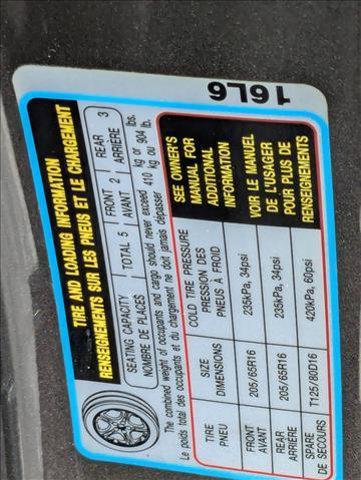 TIRE AND LOADING INFORMATION
RENSEIGNEMENTS SUR LES PNEUS ET LE CHARGEMENT
SEATING CAPACITY TOTAL 5 FRONT 2 REAR 3
NOMBRE DE PLACES AVANT ARRIÈRE
The combined weight of occupants and cargo should never exceed 410 kg or 904 lbs.
Le poids total des occupants et du chargement ne doit jamais dépasser 410 kg ou 904 lb.
TIRE SIZE COLD TIRE PRESSURE
PNEU DIMENSIONS PRESSION DES PNEUS À FROID
FRONT 205/65R16 235kPa, 34psi
AVANT
REAR 205/65R16 235kPa, 34psi
ARRIÈRE
SPARE T125/80D16 420kPa, 60psi
DE SECOURS
SEE OWNER'S
MANUAL FOR
ADDITIONAL
INFORMATION
VOIR LE MANUEL
DE L'USAGER
POUR PLUS DE
RENSEIGNEMENTS
16L6